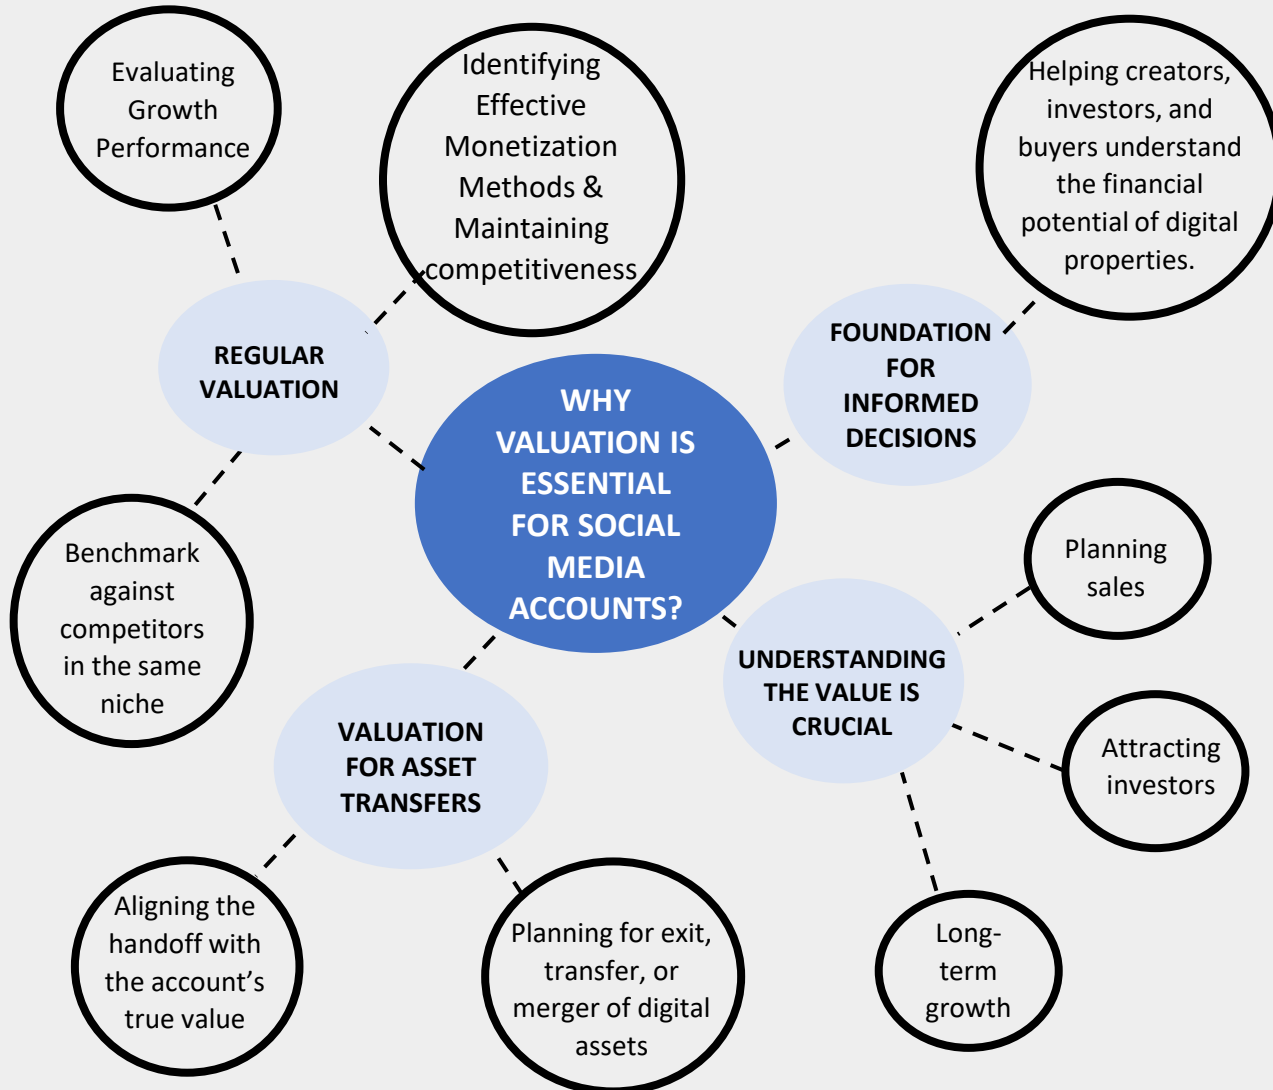 Evaluating
Growth
Performance
Identifying
Effective
Monetization
Methods &
Maintaining
competitiveness
Helping creators,
investors, and
buyers understand
the financial
potential of digital
properties.
REGULAR
VALUATION
FOUNDATION
FOR
INFORMED
DECISIONS
WHY
VALUATION IS
ESSENTIAL
FOR SOCIAL
MEDIA
ACCOUNTS?
Benchmark
against
competitors
in the same
niche
Planning
sales
UNDERSTANDING
THE VALUE IS
CRUCIAL
VALUATION
FOR ASSET
TRANSFERS
Attracting
investors
Aligning the
handoff with
the account’s
true value
Planning for exit,
transfer, or
merger of digital
assets
Long-
term
growth